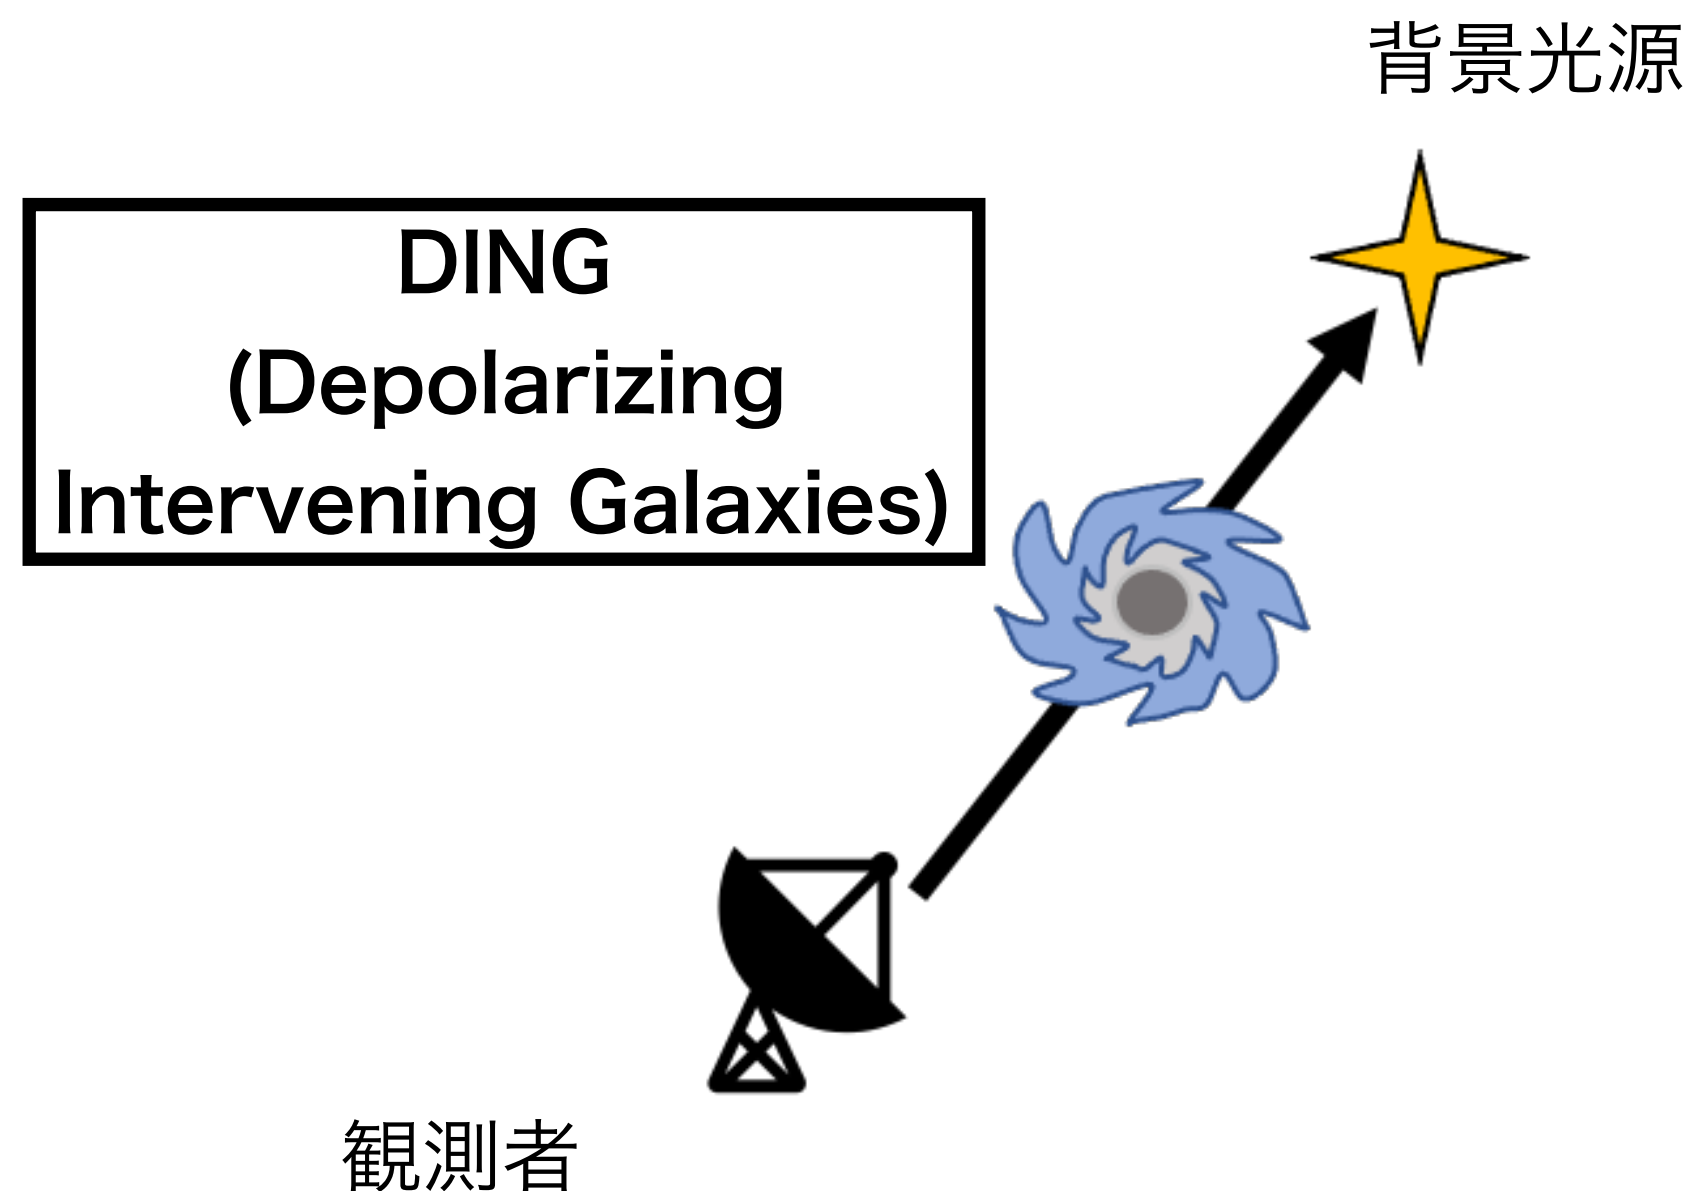 背景光源
DING
(Depolarizing
Intervening Galaxies)
観測者